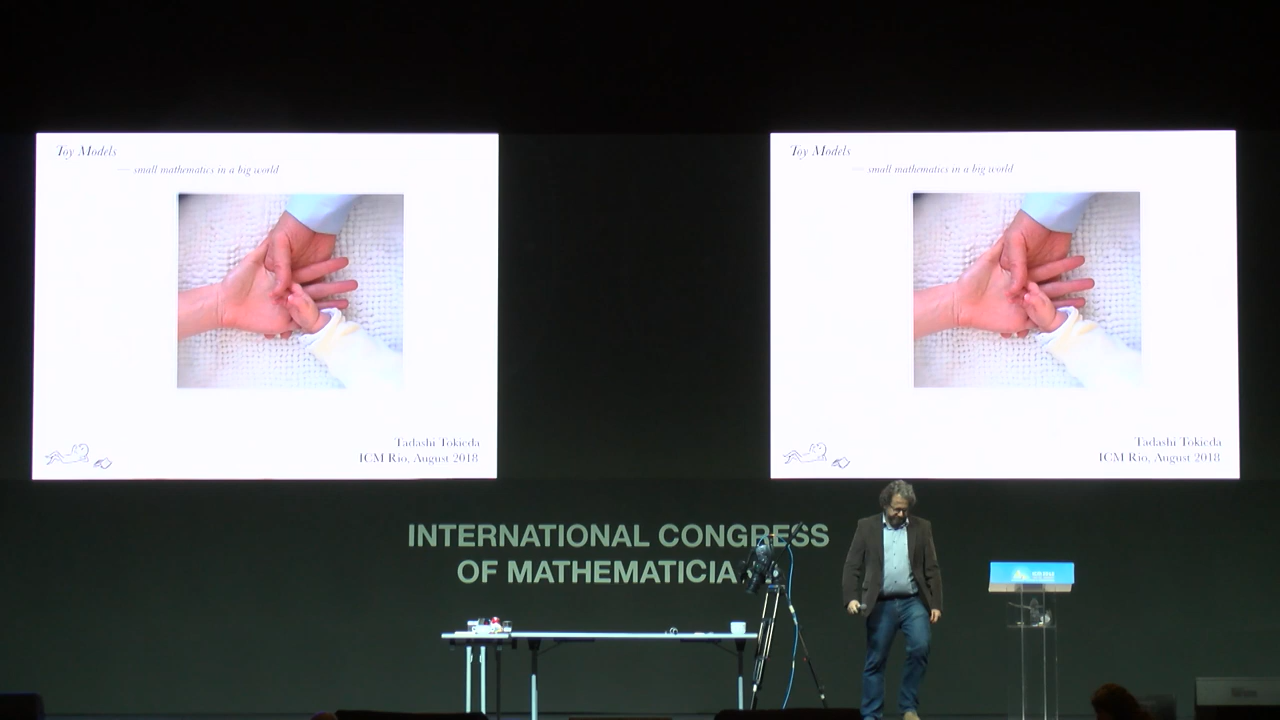 Toy Models
— small mathematics in a big world
Tadashi Tokieda
ICM Rio, August 2018
Toy Models
— small mathematics in a big world
Tadashi Tokieda
ICM Rio, August 2018
INTERNATIONAL CONGRESS
OF MATHEMATICIA